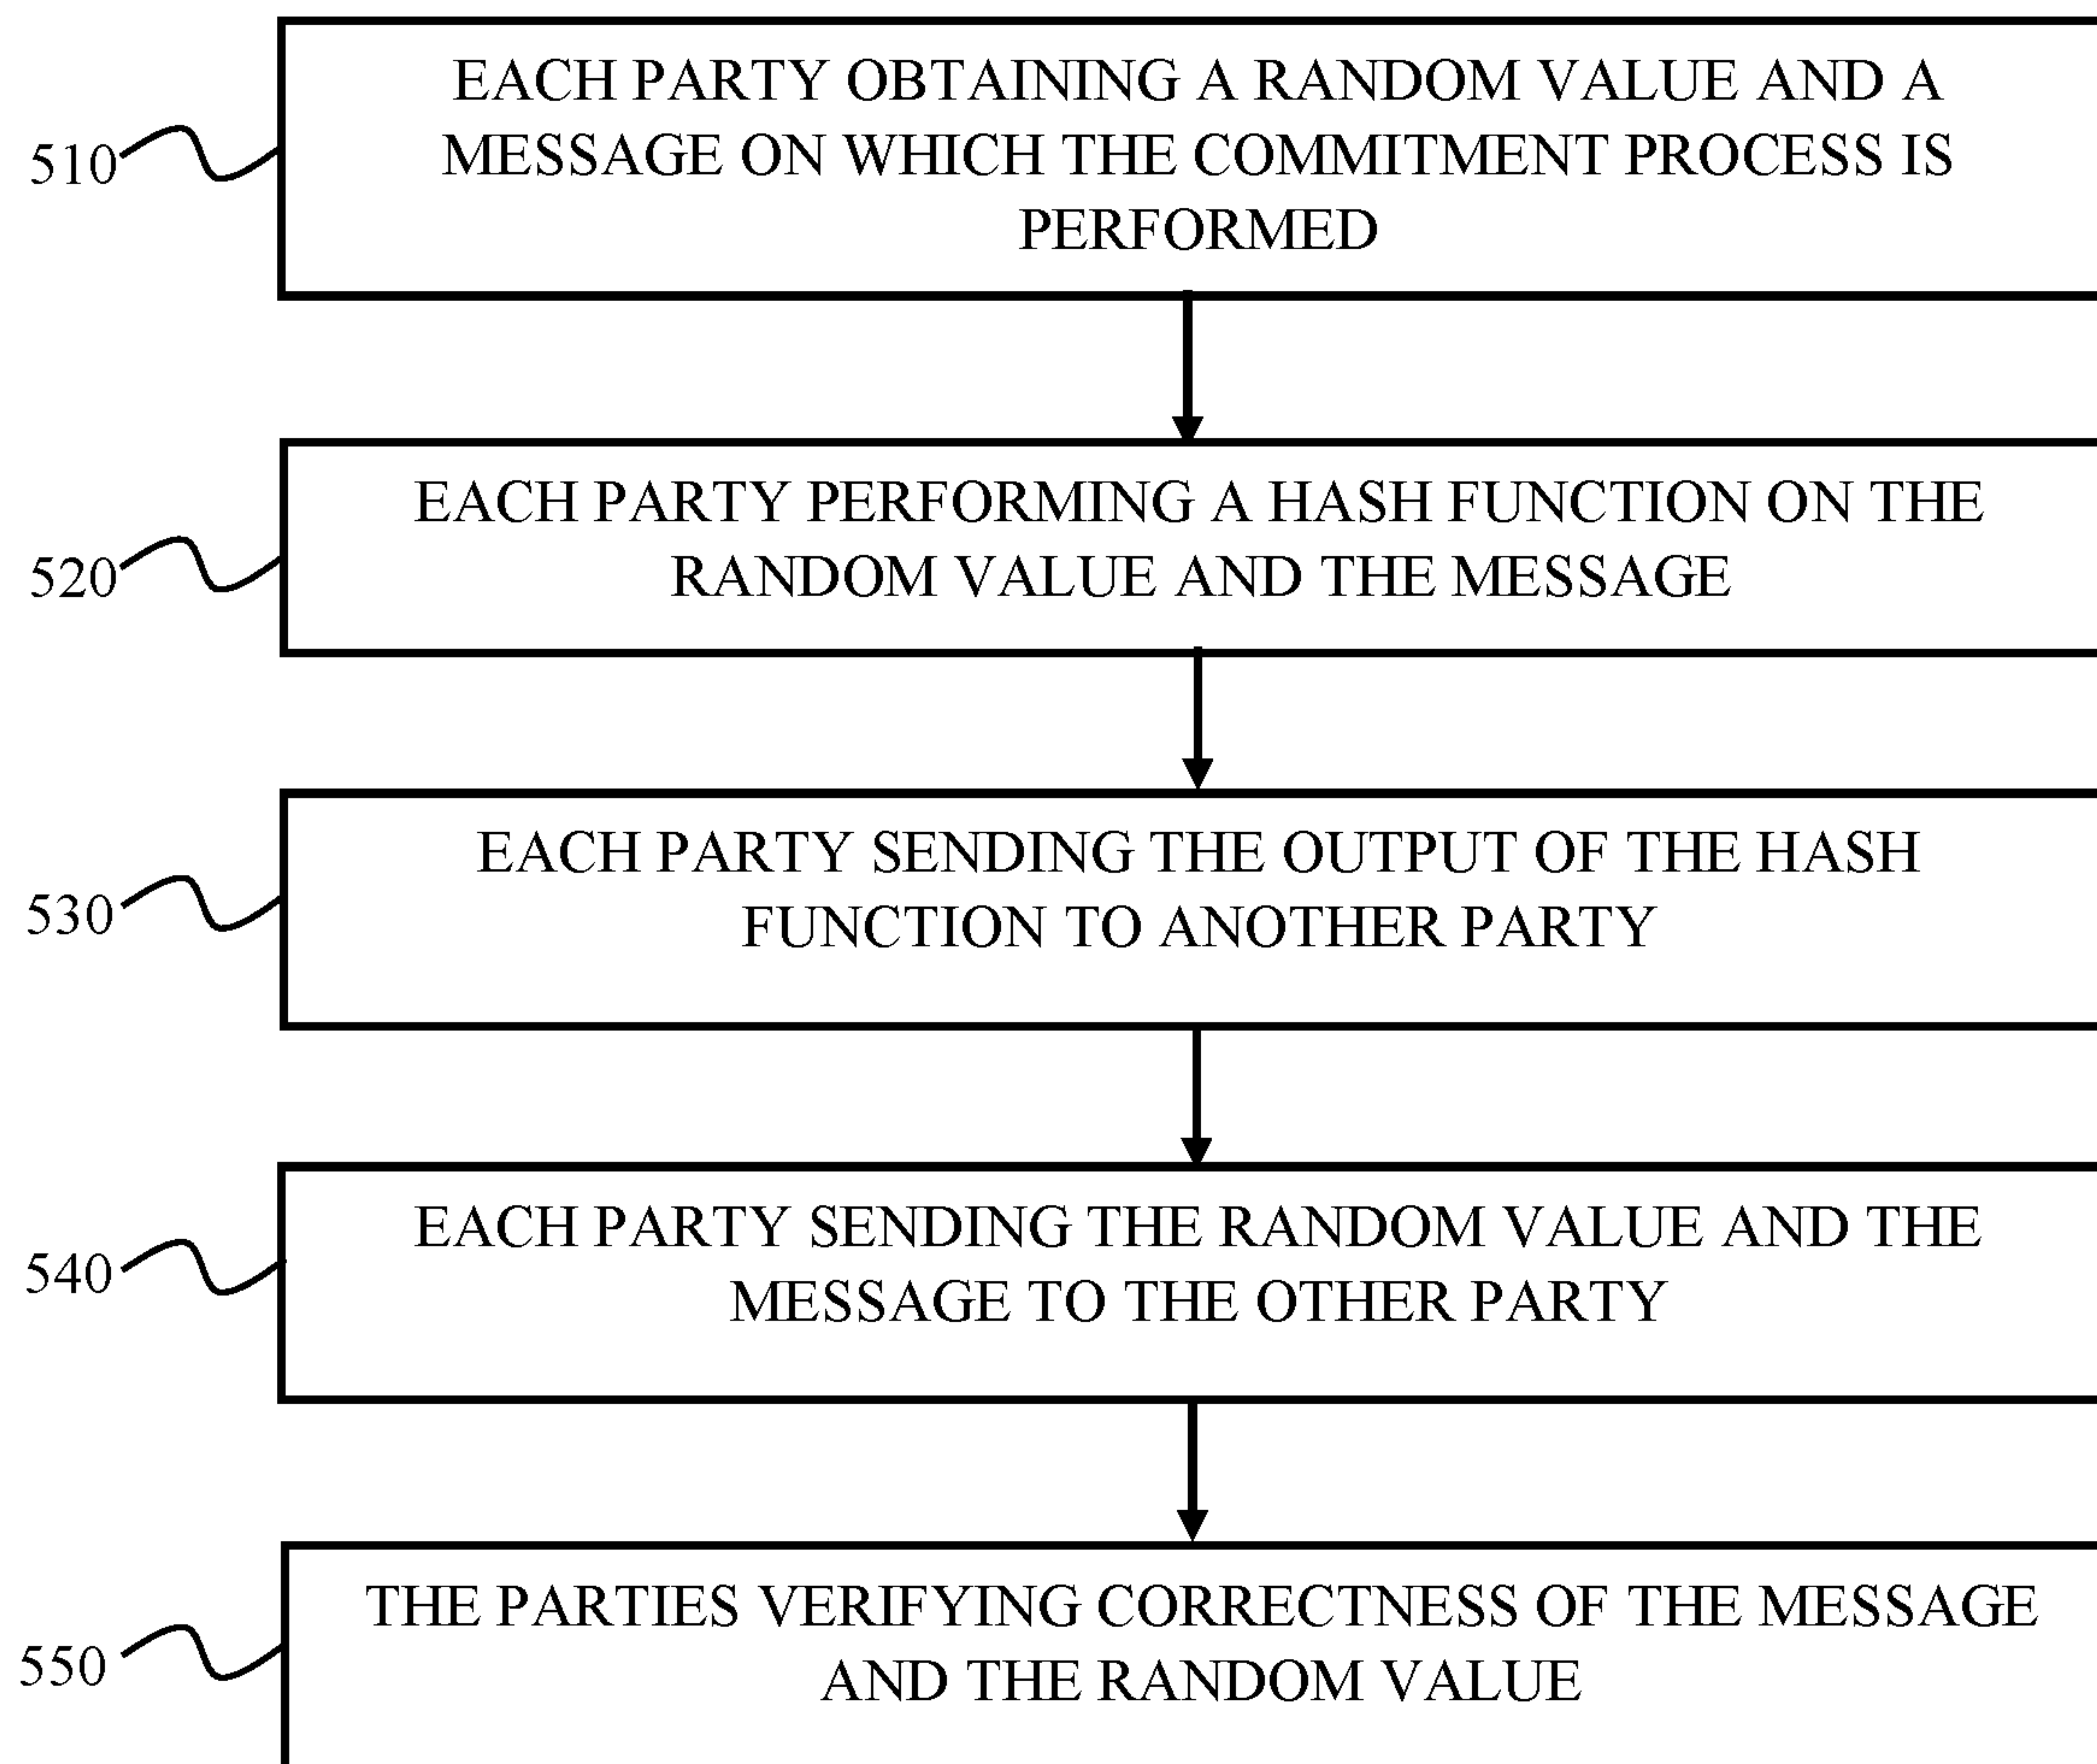 EACH PARTY OBTAINING A RANDOM VALUE AND A
MESSAGE ON WHICH THE COMMITMENT PROCESS IS
PERFORMED
510
EACH PARTY PERFORMING A HASH FUNCTION ON THE
RANDOM VALUE AND THE MESSAGE
520
EACH PARTY SENDING THE OUTPUT OF THE HASH
FUNCTION TO ANOTHER PARTY
530
EACH PARTY SENDING THE RANDOM VALUE AND THE
MESSAGE TO THE OTHER PARTY
540
THE PARTIES VERIFYING CORRECTNESS OF THE MESSAGE
AND THE RANDOM VALUE
550